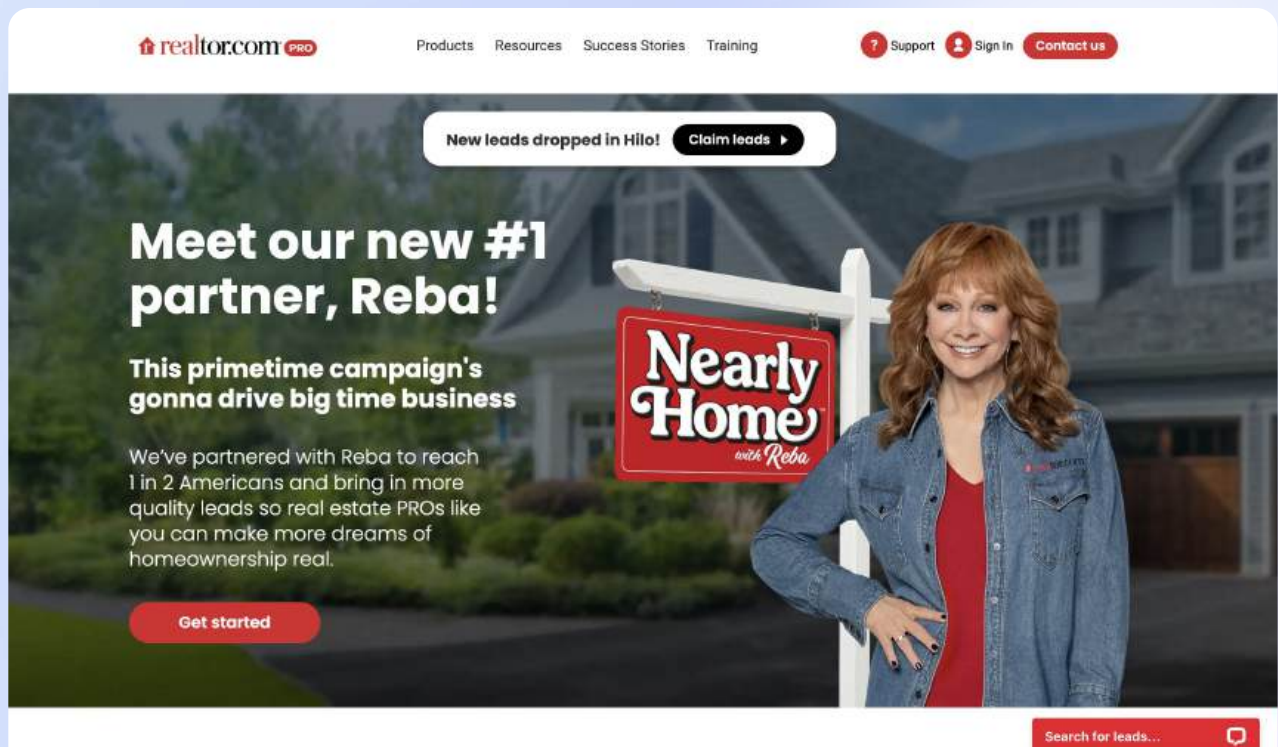 realtor.com PRO
Products Resources Success Stories Training
? Support Sign In Contact us
New leads dropped in Hilo! Claim leads
Meet our new #1
partner, Reba!
This primetime campaign's
gonna drive big time business
We've partnered with Reba to reach
1 in 2 Americans and bring in more
quality leads so real estate PROs like
you can make more dreams of
homeownership real.
Get started
Nearly
Home
with Reba
realtor.com
Search for leads...